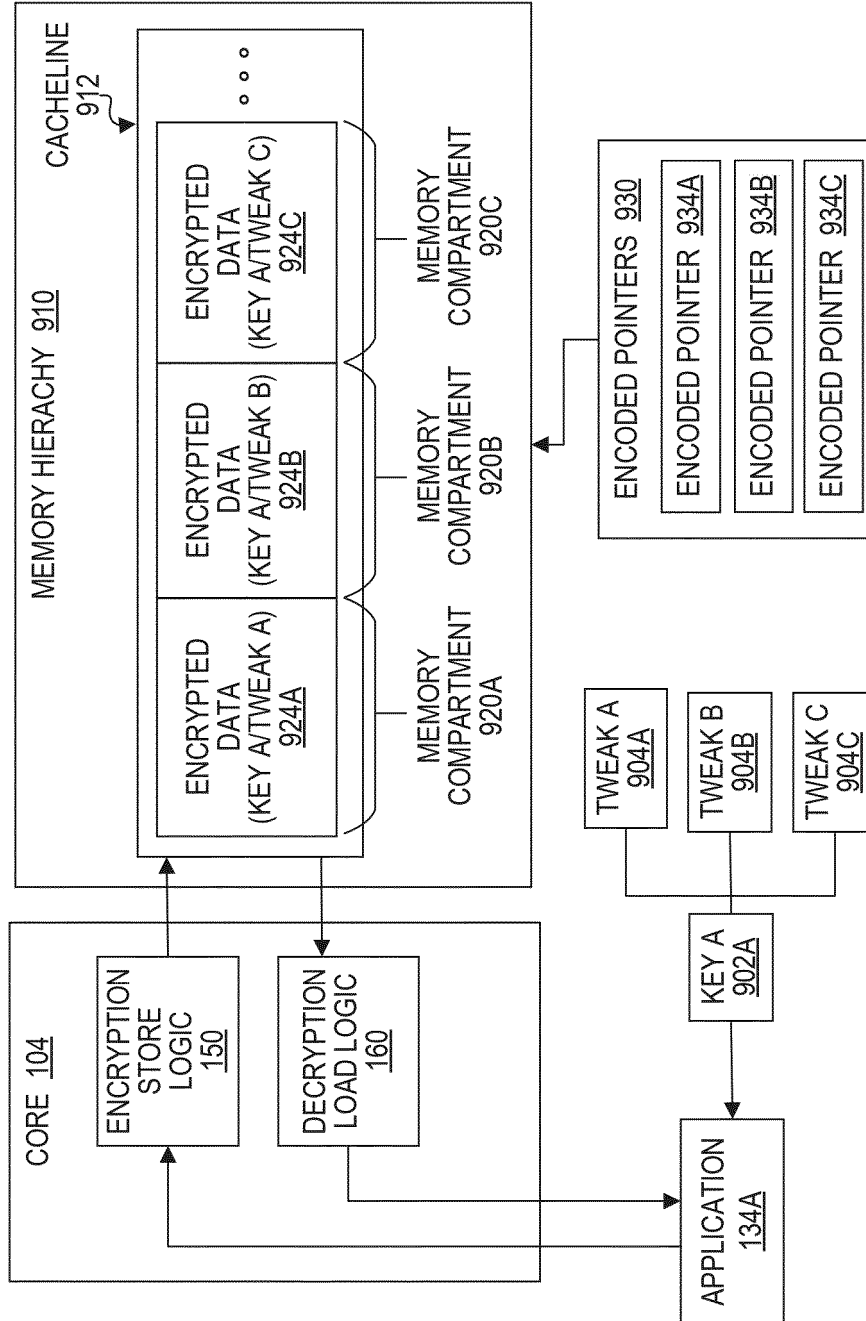 MEMORY HIERACHY 910
CACHELINE
912
ENCRYPTED
DATA
(KEY A/TWEAK A)
924A
ENCRYPTED
DATA
(KEY A/TWEAK B)
924B
ENCRYPTED
DATA
(KEY A/TWEAK C)
924C
MEMORY
COMPARTMENT
920A
MEMORY
COMPARTMENT
920B
MEMORY
COMPARTMENT
920C
CORE 104
ENCRYPTION
STORE
LOGIC
150
DECRYPTION
LOAD LOGIC
160
APPLICATION
134A
KEY A
902A
TWEAK A
904A
TWEAK B
904B
TWEAK C
904C
ENCODED POINTERS 930
ENCODED POINTER 934A
ENCODED POINTER 934B
ENCODED POINTER 934C